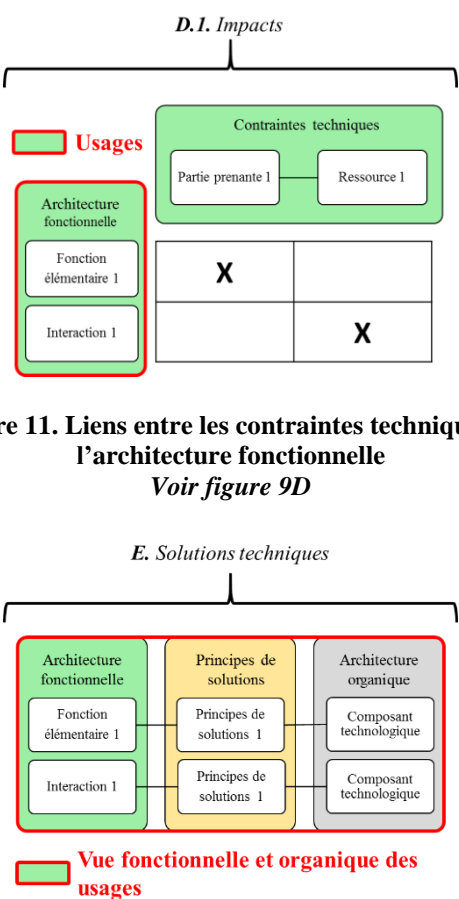 D.1. Impacts
Contraintes techniques
Usages
Partie prenante 1
Ressource 1
Architecture
fonctionnelle
Fonction
élémentaire 1
X
Interaction 1
X
re 11. Liens entre les contraintes techniqu
l’architecture fonctionnelle
Voir figure 9D
E. Solutions techniques
Architecture
fonctionnelle
Principes de
solutions
Architecture
organique
Fonction
élémentaire 1
Principes de
solutions 1
Composant
technologique
Interaction 1
Principes de
solutions 1
Composant
technologique
Vue fonctionnelle et organique des
usages